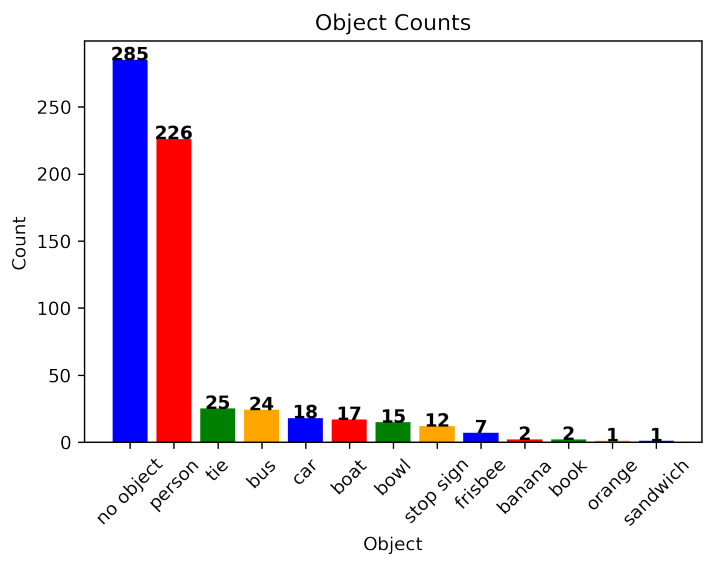 Object Counts
285
226
25
24
18
17
15
12
7
2
2
1
1
250
200
150
100
50
0
Count
no object
person
tie
bus
car
boat
bowl
stop sign
frisbee
banana
book
orange
sandwich
Object